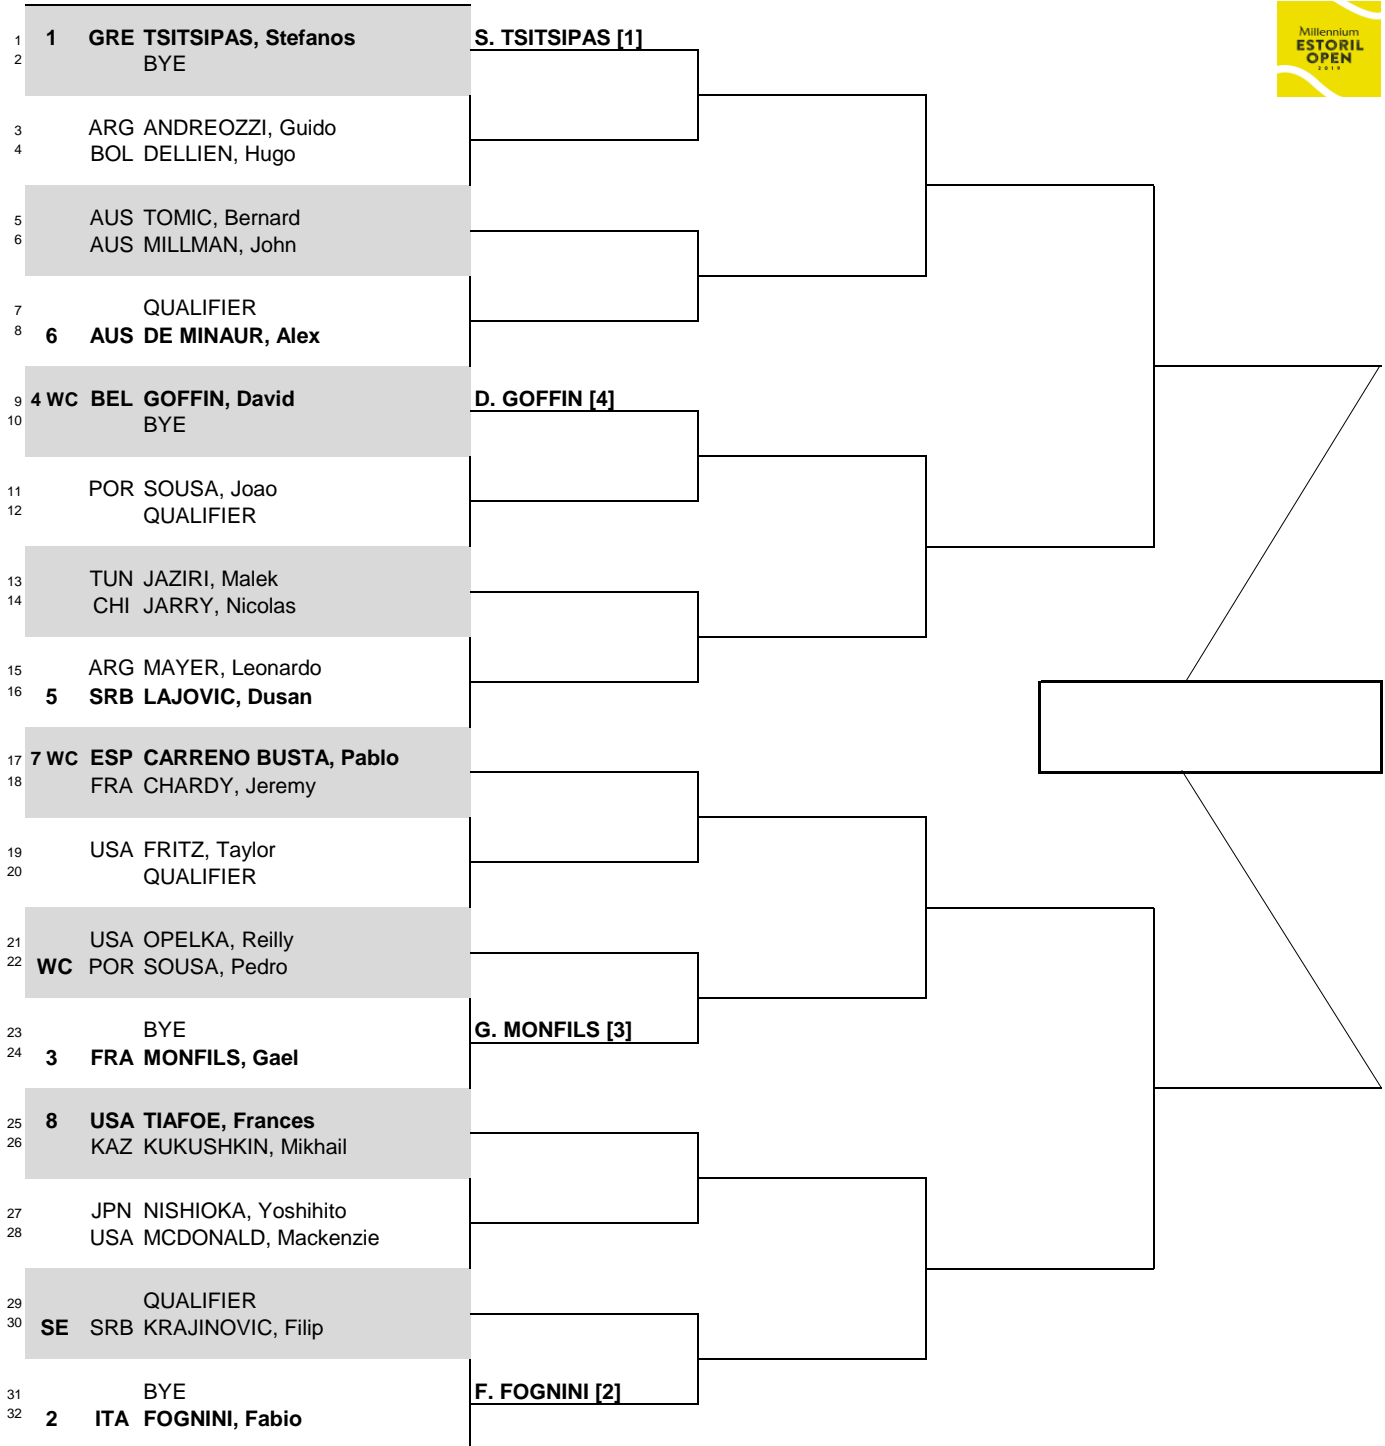 1 1 GRE TSITSIPAS, Stefanos S. TSITSIPAS [1]
2 BYE
Millennium
ESTORIL
OPEN
2019
3 ARG ANDREOZZI, Guido
4 BOL DELLIEN, Hugo
5 AUS TOMIC, Bernard
6 AUS MILLMAN, John
7 QUALIFIER
8 6 AUS DE MINAUR, Alex
9 4 WC BEL GOFFIN, David D. GOFFIN [4]
10 BYE
11 POR SOUSA, Joao
12 QUALIFIER
13 TUN JAZIRI, Malek
14 CHI JARRY, Nicolas
15 ARG MAYER, Leonardo
16 5 SRB LAJOVIC, Dusan
17 7 WC ESP CARRENO BUSTA, Pablo
18 FRA CHARDY, Jeremy
19 USA FRITZ, Taylor
20 QUALIFIER
21 USA OPELKA, Reilly
22 WC POR SOUSA, Pedro
23 BYE G. MONFILS [3]
24 3 FRA MONFILS, Gael
25 8 USA TIAFOE, Frances
26 KAZ KUKUSHKIN, Mikhail
27 JPN NISHIOKA, Yoshihito
28 USA MCDONALD, Mackenzie
29 QUALIFIER
30 SE SRB KRAJINOVIC, Filip
31 BYE F. FOGNINI [2]
32 2 ITA FOGNINI, Fabio